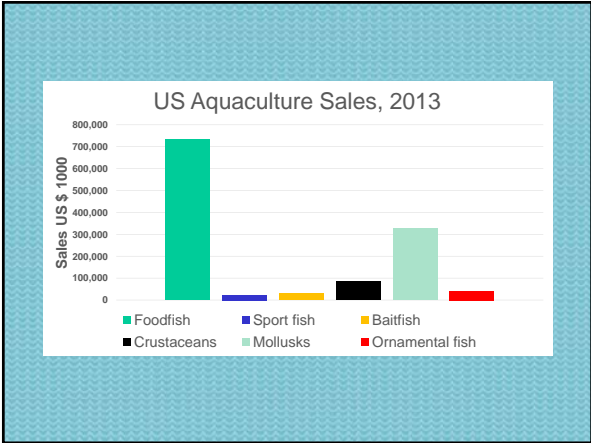 US Aquaculture Sales, 2013
Sales US $ 1000
800,000
700,000
600,000
500,000
400,000
300,000
200,000
100,000
0
Foodfish Sport fish Baitfish
Crustaceans Mollusks Ornamental fish